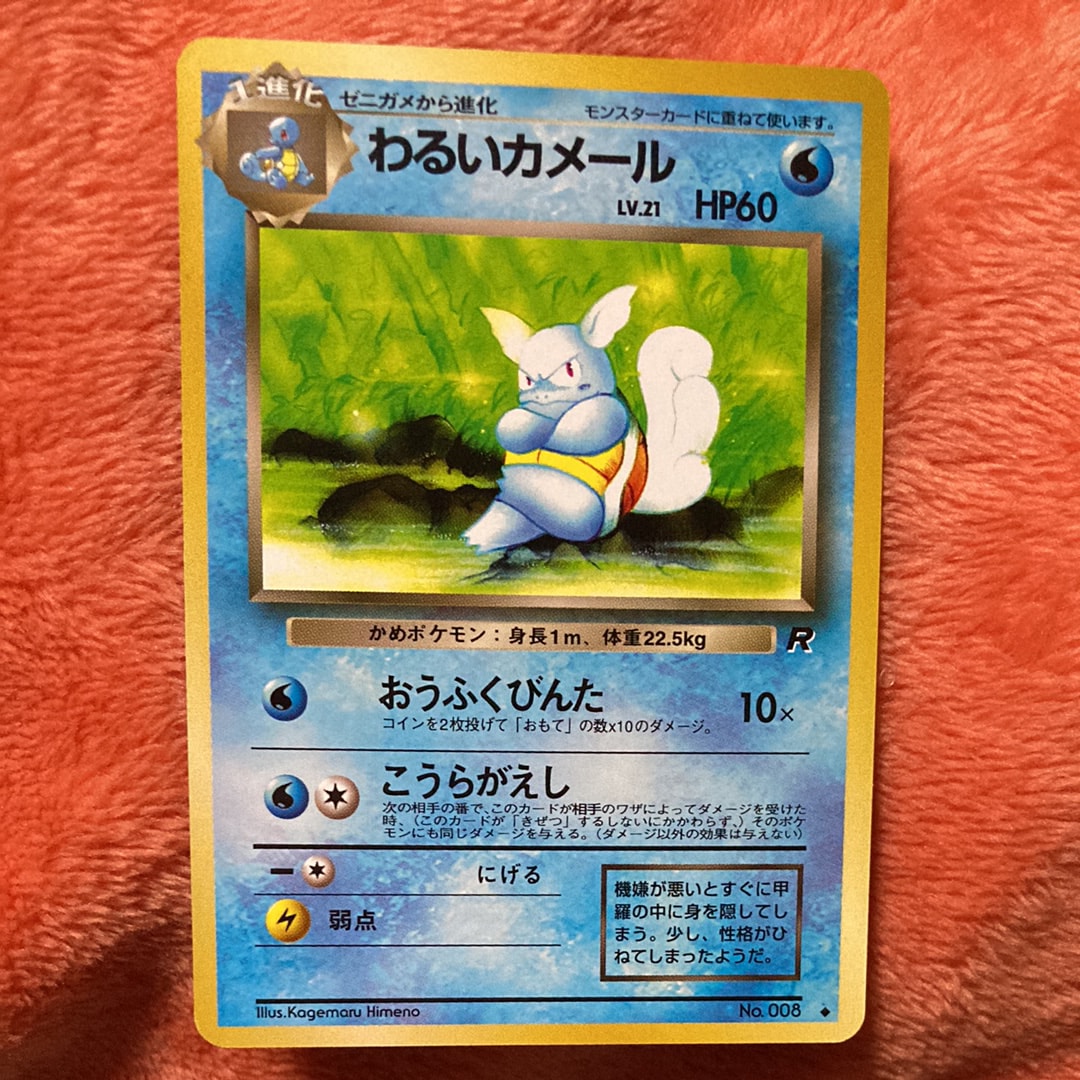 1進化
ゼニガメから進化
モンスターカードに重ねて使います。
わるいカメール
LV.21 HP60
かめポケモン：身長1m、体重22.5kg
R
おうふくびんた 10×
コインを2枚投げて「おもて」の数x10のダメージ。
こうらがえし
次の相手の番で、このカードが相手のワザによってダメージを受けた
時、（このカードが「きぜつ」するしないにかかわらず、）そのポケ
モンにも同じダメージを与える。（ダメージ以外の効果は与えない）
にげる
弱点
機嫌が悪いとすぐに甲
羅の中に身を隠してし
まう。少し、性格がひ
ねてしまったようだ。
Illus.Kagemaru Himeno
No. 008